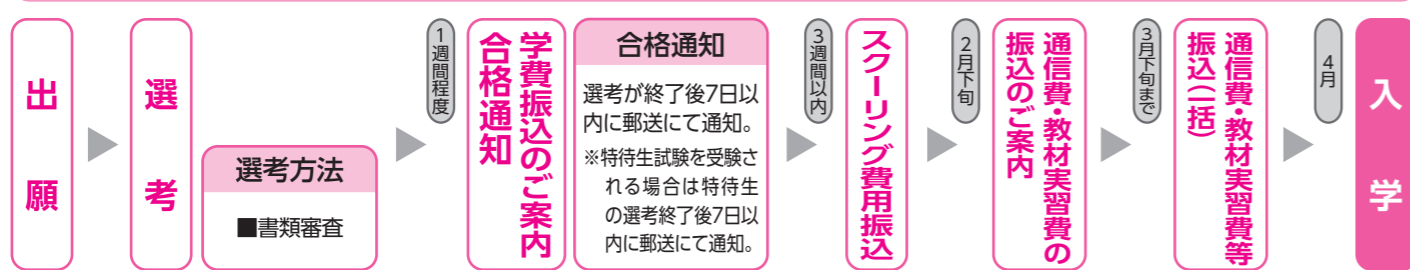 出願
選考
選考方法
■書類審査
1週間程度
学費振込のご案内
合格通知
合格通知
選考が終了後7日以
内に郵送にて通知。
※特待生試験を受験さ
れる場合は特待生
の選考終了後7日以
内に郵送にて通知。
3週間以内
スクーリング費用振込
2月下旬
通信費・教材実習費の
振込のご案内
3月下旬まで
通信費・教材実習費等
振込(一括)
4月
入学